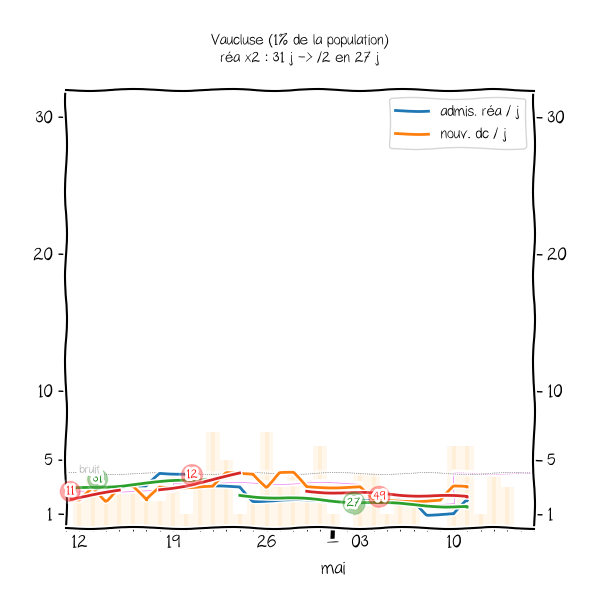 Vaucluse (1% de la population)
réa x2 : 31 j -> /2 en 27 j
admis. réa / j
nouv. dc / j
30 30
20 20
10 10
5 5
1 1
bruit
11 12 27 49
12 19 26 03 10
mai